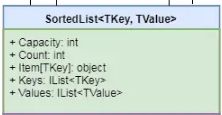 SortedList<TKey, TValue>
+ Capacity: int
+ Count: int
+ Item[TKey]: object
+ Keys: IList<TKey>
+ Values: IList<TValue>